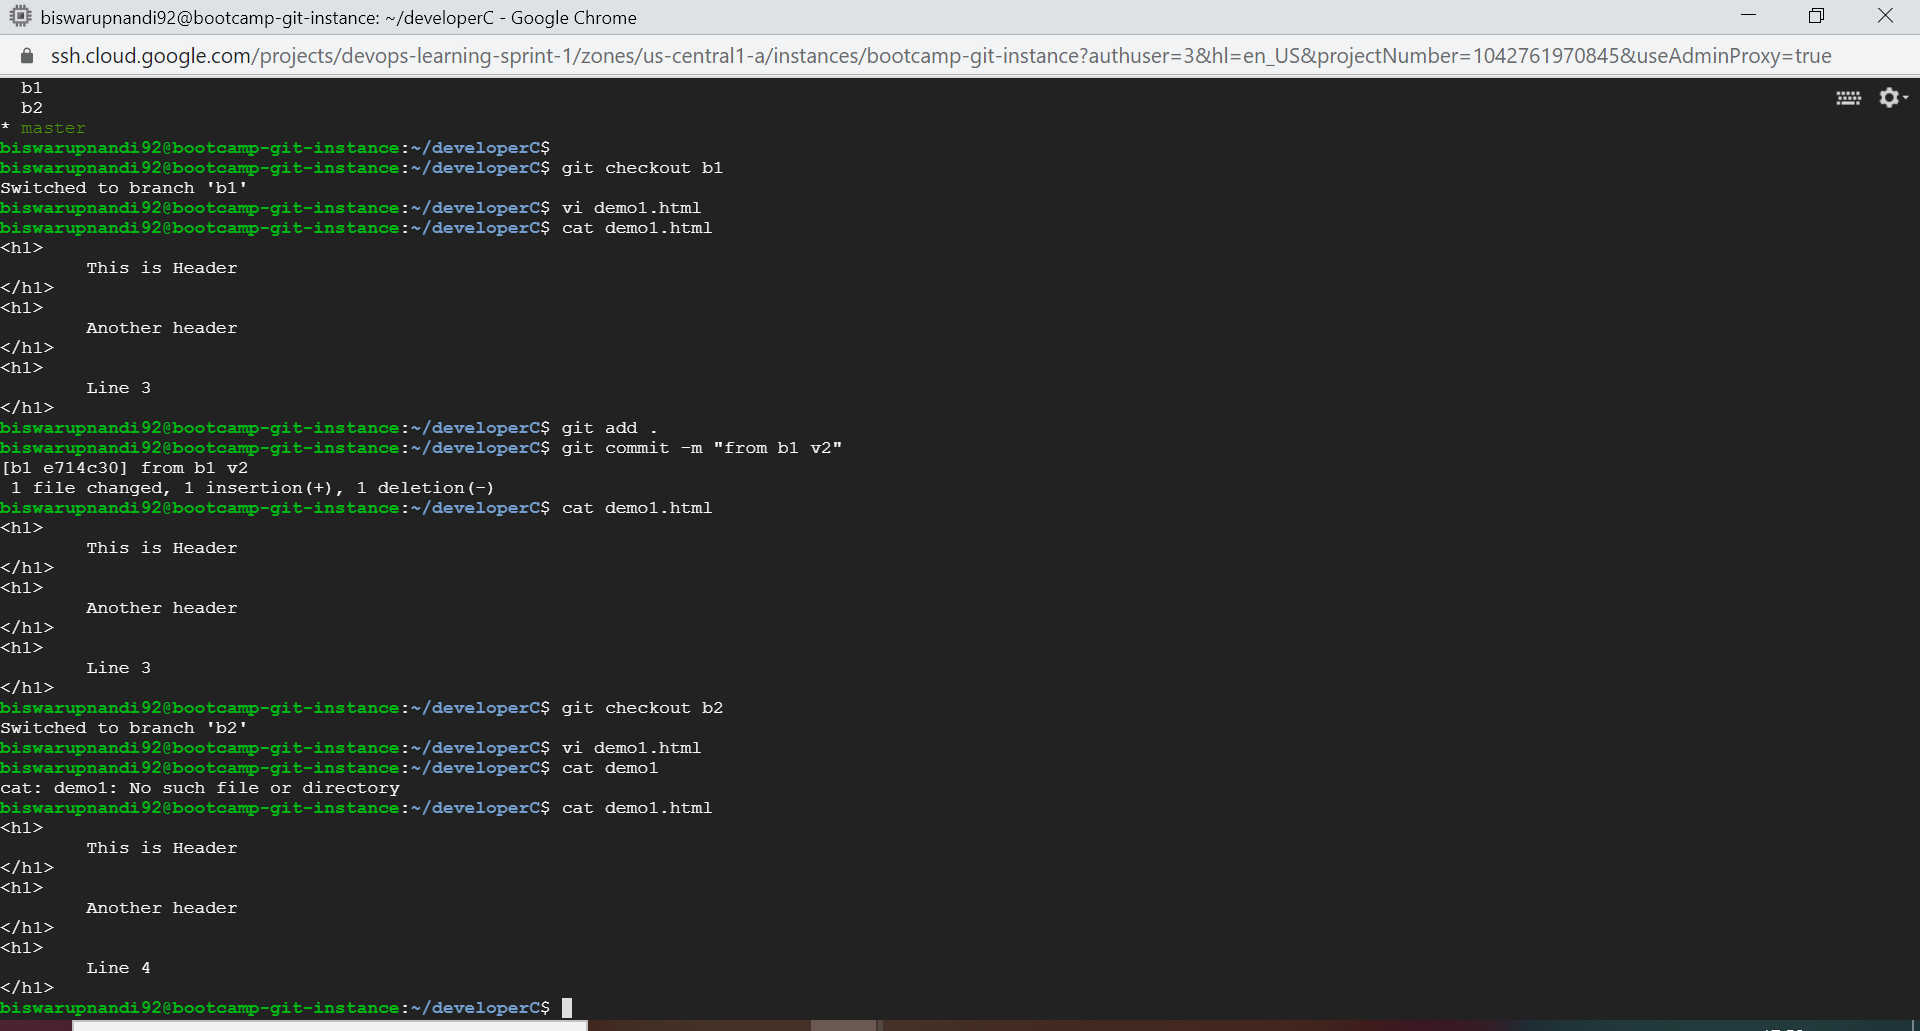 biswarupnandi92@bootcamp-git-instance: ~/developerC - Google Chrome
ssh.cloud.google.com/projects/devops-learning-sprint-1/zones/us-central1-a/instances/bootcamp-git-instance?authuser=3&hl=en_US&projectNumber=1042761970845&useAdminProxy=true
  b1
  b2
* master
biswarupnandi92@bootcamp-git-instance:~/developerC$
biswarupnandi92@bootcamp-git-instance:~/developerC$ git checkout b1
Switched to branch 'b1'
biswarupnandi92@bootcamp-git-instance:~/developerC$ vi demo1.html
biswarupnandi92@bootcamp-git-instance:~/developerC$ cat demo1.html
<h1>
        This is Header
</h1>
<h1>
        Another header
</h1>
<h1>
        Line 3
</h1>
biswarupnandi92@bootcamp-git-instance:~/developerC$ git add .
biswarupnandi92@bootcamp-git-instance:~/developerC$ git commit -m "from b1 v2"
[b1 e714c30] from b1 v2
 1 file changed, 1 insertion(+), 1 deletion(-)
biswarupnandi92@bootcamp-git-instance:~/developerC$ cat demo1.html
<h1>
        This is Header
</h1>
<h1>
        Another header
</h1>
<h1>
        Line 3
</h1>
biswarupnandi92@bootcamp-git-instance:~/developerC$ git checkout b2
Switched to branch 'b2'
biswarupnandi92@bootcamp-git-instance:~/developerC$ vi demo1.html
biswarupnandi92@bootcamp-git-instance:~/developerC$ cat demo1
cat: demo1: No such file or directory
biswarupnandi92@bootcamp-git-instance:~/developerC$ cat demo1.html
<h1>
        This is Header
</h1>
<h1>
        Another header
</h1>
<h1>
        Line 4
</h1>
biswarupnandi92@bootcamp-git-instance:~/developerC$